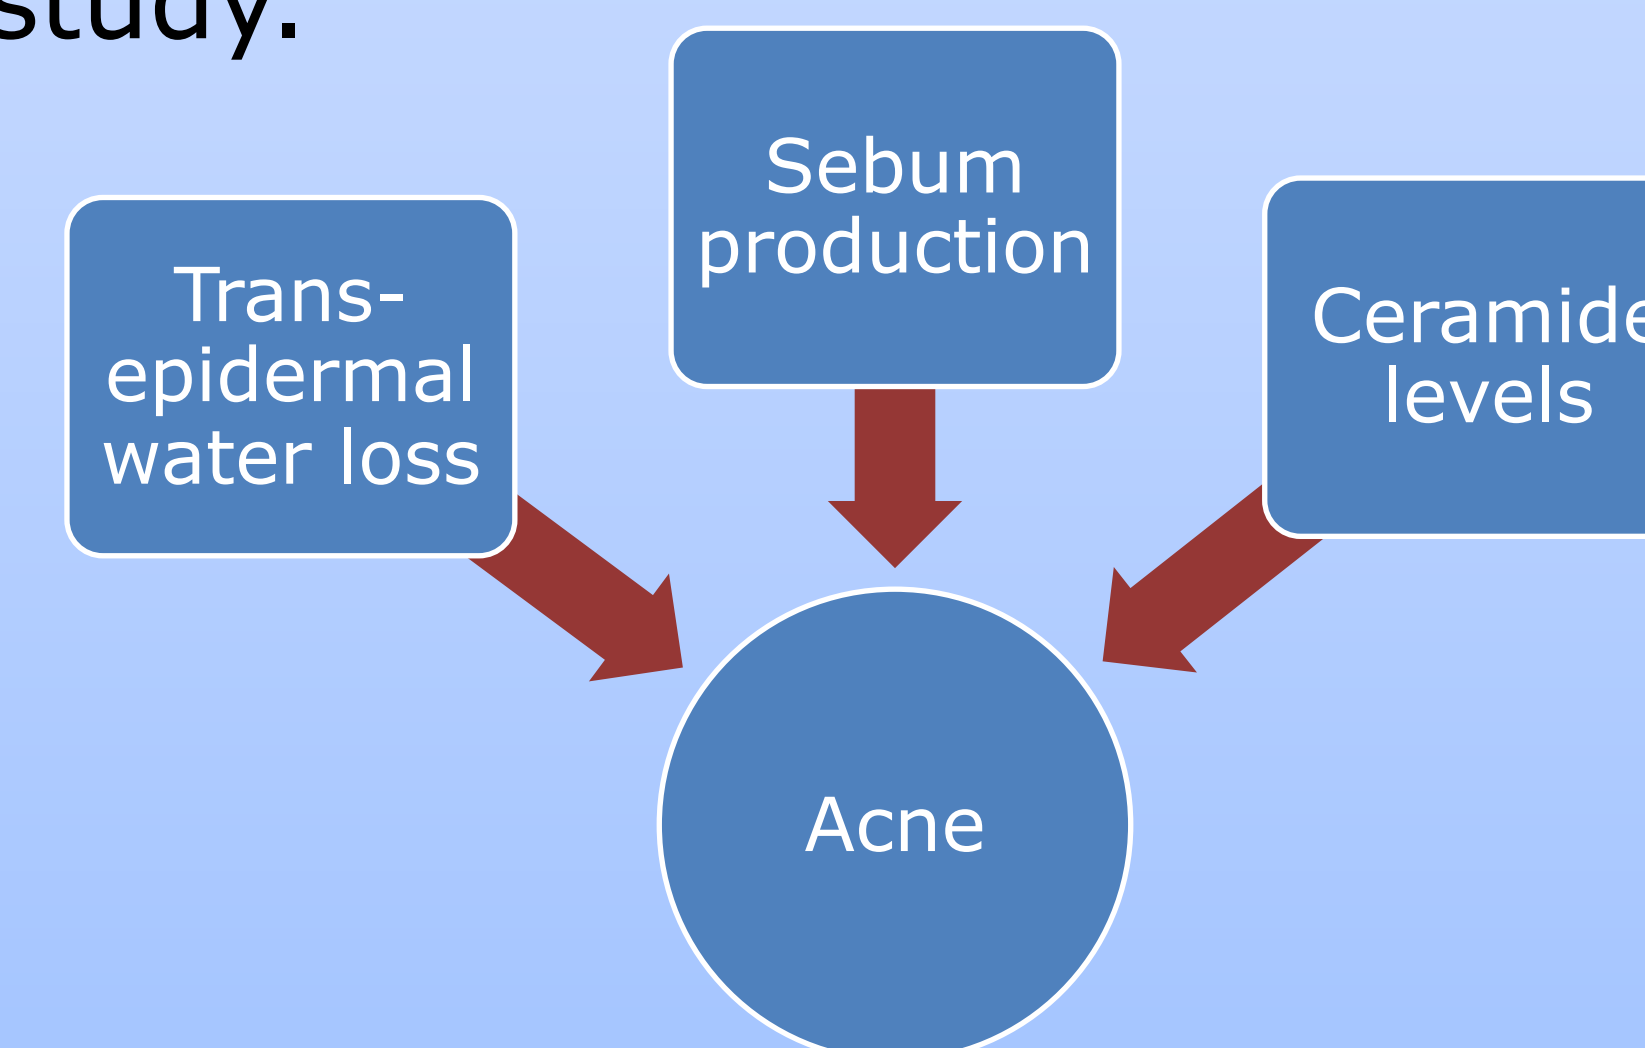 study.
Sebum
production
Trans-
epidermal
water loss
Ceramide
levels
Acne